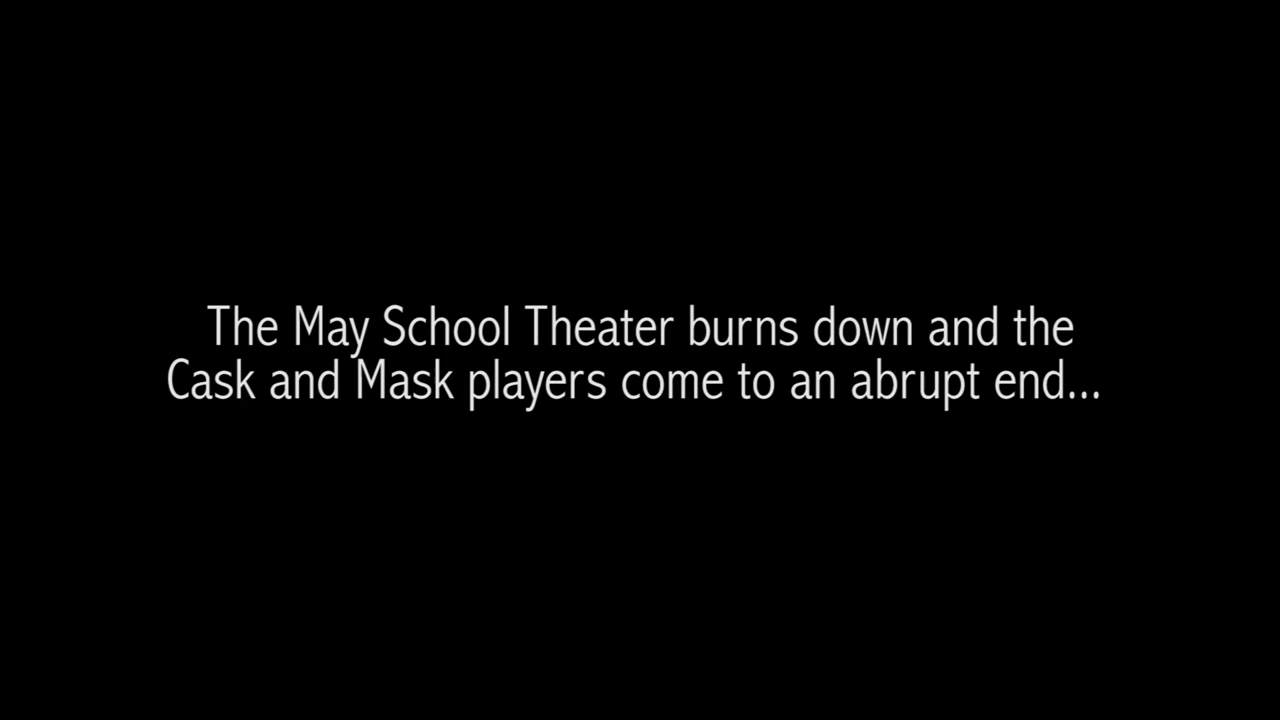 The May School Theater burns down and the
Cask and Mask players come to an abrupt end...